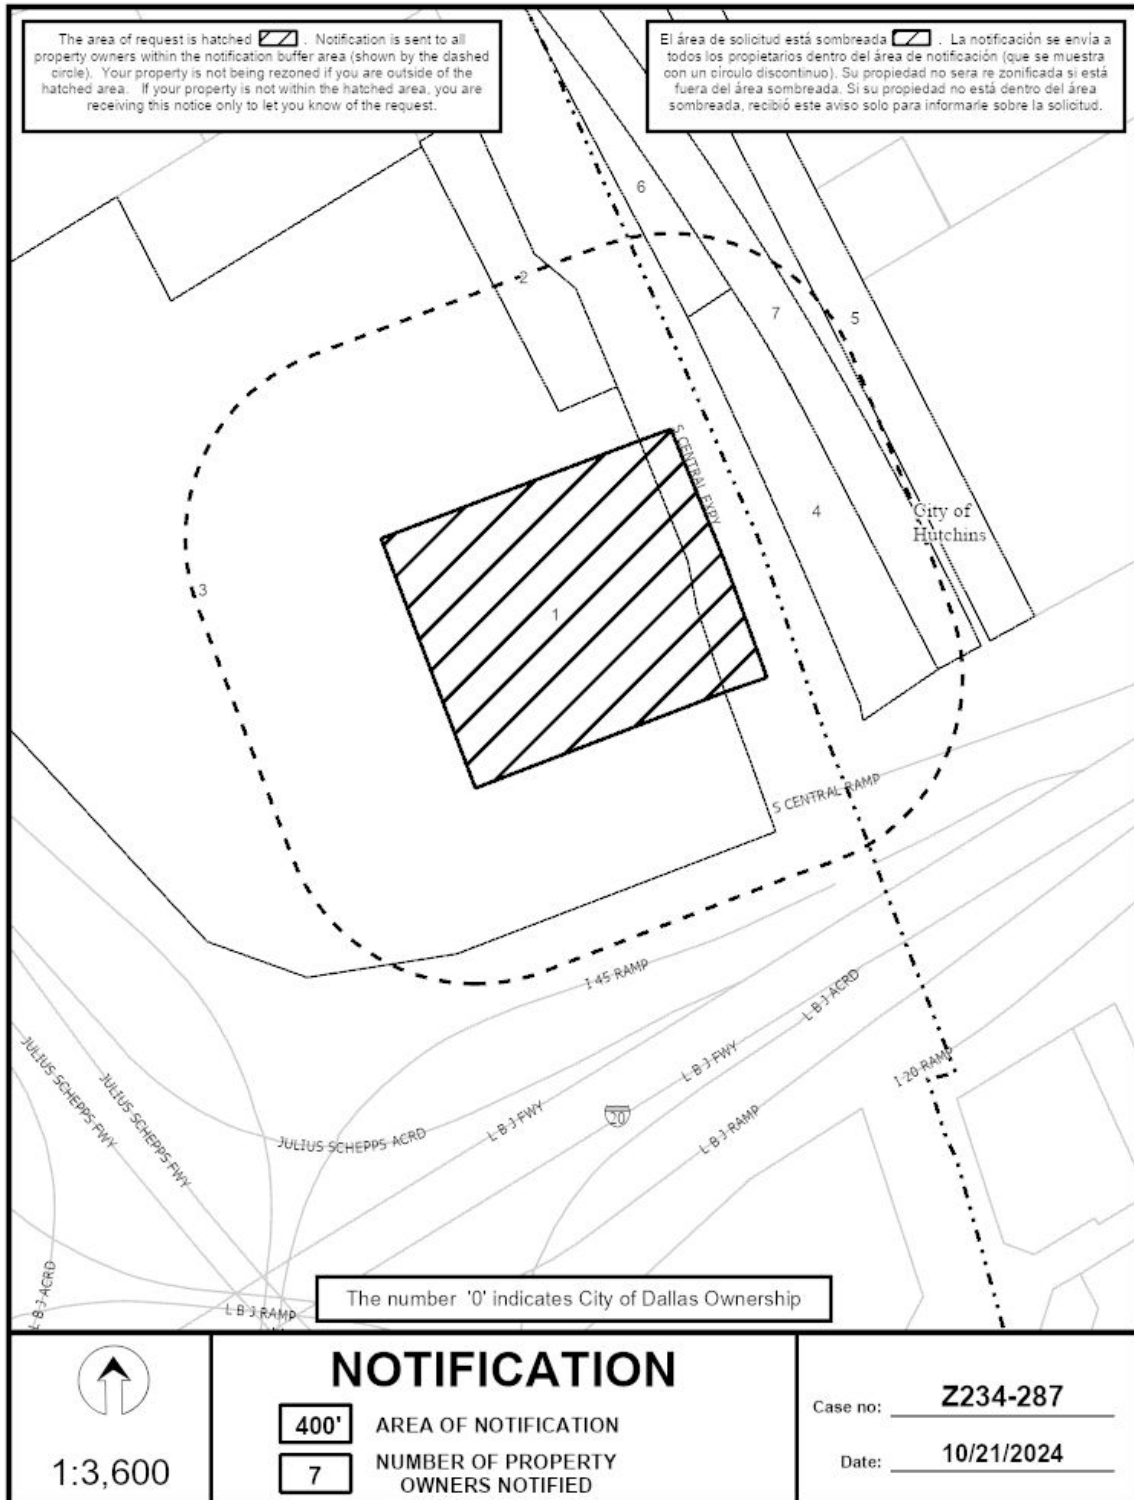 The area of request is hatched . Notification is sent to all
property owners within the notification buffer area (shown by the dashed
circle). Your property is not being rezoned if you are outside of the
hatched area. If your property is not within the hatched area, you are
receiving this notice only to let you know of the request.
El área de solicitud está sombreada . La notificación se envía a
todos los propietarios dentro del área de notificación (que se muestra
con un círculo discontinuo). Su propiedad no sera re zonificada si está
fuera del área sombreada. Si su propiedad no está dentro del área
sombreada, recibió este aviso solo para informarle sobre la solicitud.
6
2
7
5
S CENTRAL EXPY
4
City of
Hutchins
3
1
S CENTRAL RAMP
I 45 RAMP
L B J ACRD
L B J FWY
I 20 RAMP
JULIUS SCHEPPS FWY
JULIUS SCHEPPS FWY
JULIUS SCHEPPS ACRD
L B J FWY
20
L B J RAMP
L B J ACRD
L B J RAMP
The number '0' indicates City of Dallas Ownership
1:3,600
NOTIFICATION
400' AREA OF NOTIFICATION
7 NUMBER OF PROPERTY
OWNERS NOTIFIED
Case no: Z234-287
Date: 10/21/2024